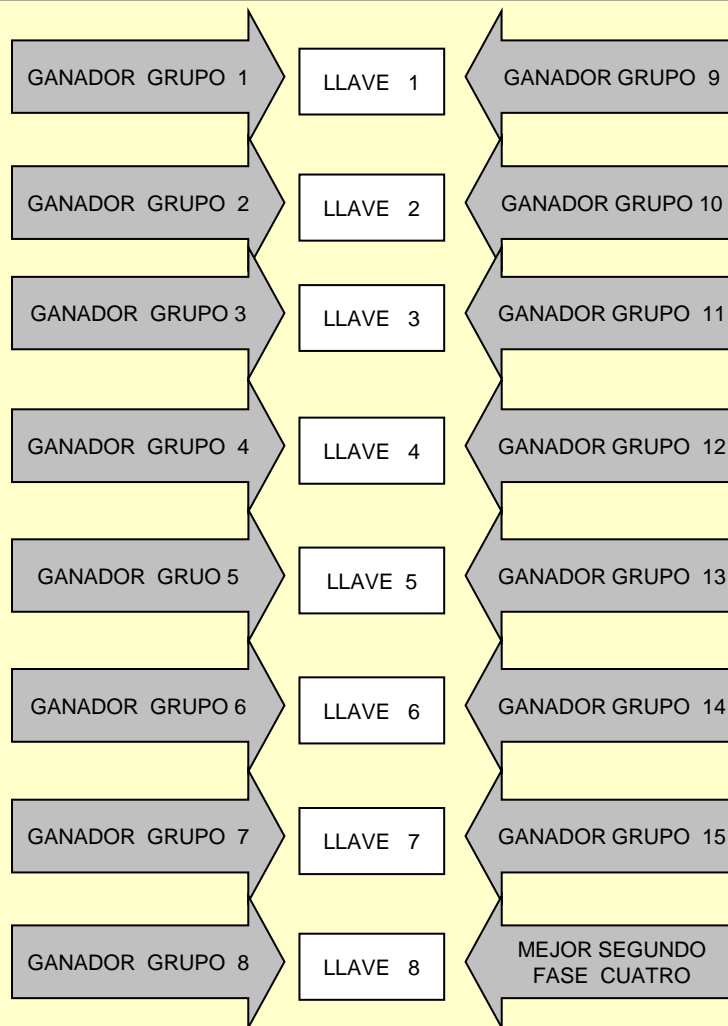 GANADOR GRUPO 1
LLAVE 1
GANADOR GRUPO 9
GANADOR GRUPO 2
LLAVE 2
GANADOR GRUPO 10
GANADOR GRUPO 3
LLAVE 3
GANADOR GRUPO 11
GANADOR GRUPO 4
LLAVE 4
GANADOR GRUPO 12
GANADOR GRUO 5
LLAVE 5
GANADOR GRUPO 13
GANADOR GRUPO 6
LLAVE 6
GANADOR GRUPO 14
GANADOR GRUPO 7
LLAVE 7
GANADOR GRUPO 15
GANADOR GRUPO 8
LLAVE 8
MEJOR SEGUNDO
FASE CUATRO